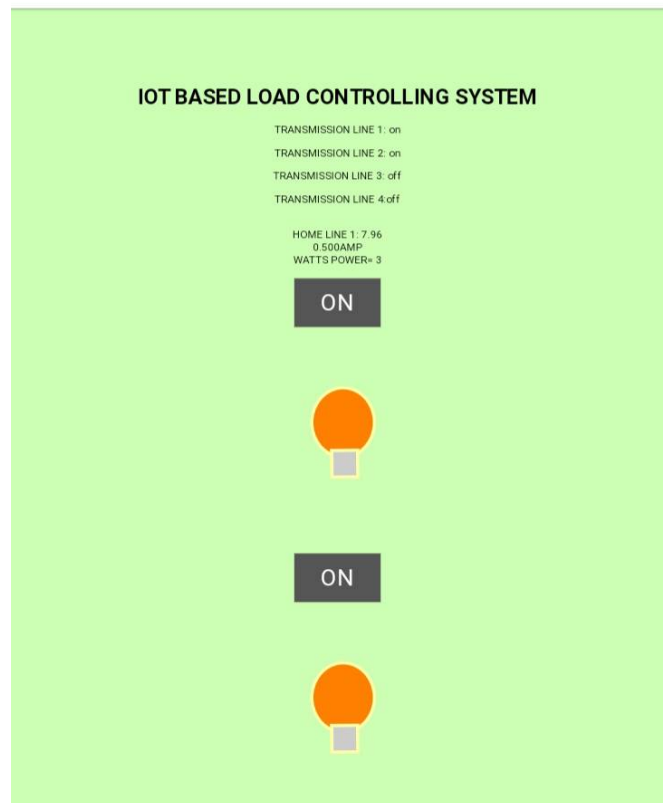 IOT BASED LOAD CONTROLLING SYSTEM
TRANSMISSION LINE 1: on
TRANSMISSION LINE 2: on
TRANSMISSION LINE 3: off
TRANSMISSION LINE 4:off
HOME LINE 1: 7.96
0.500AMP
WATTS POWER= 3
ON
ON